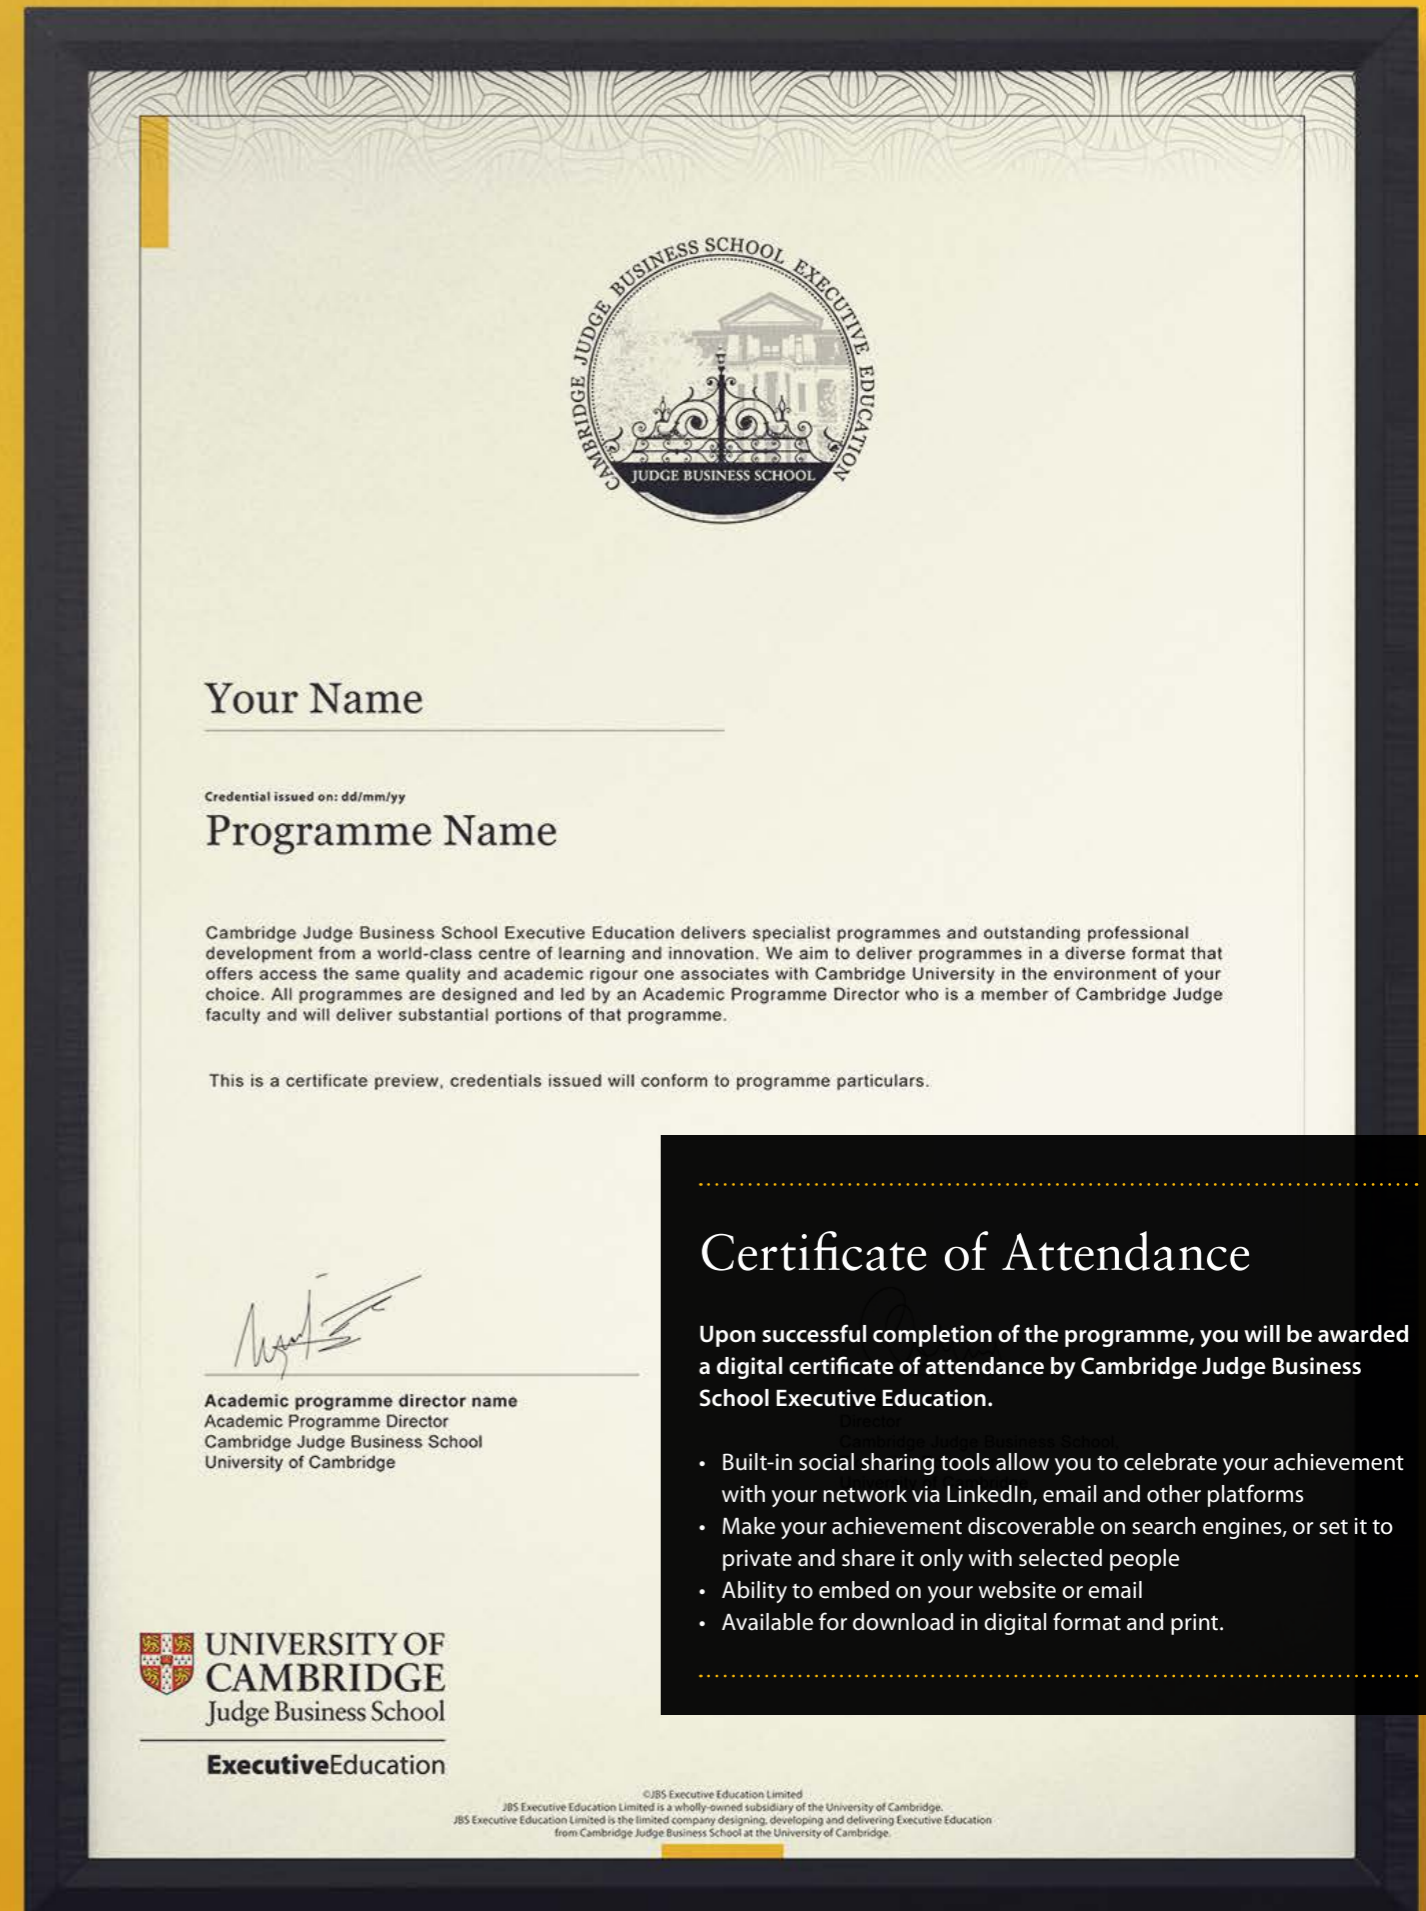 CAMBRIDGE JUDGE BUSINESS SCHOOL EXECUTIVE EDUCATION
JUDGE BUSINESS SCHOOL
Your Name
Credential issued on: dd/mm/yy
Programme Name
Cambridge Judge Business School Executive Education delivers specialist programmes and outstanding professional
development from a world-class centre of learning and innovation. We aim to deliver programmes in a diverse format that
offers access the same quality and academic rigour one associates with Cambridge University in the environment of your
choice. All programmes are designed and led by an Academic Programme Director who is a member of Cambridge Judge
faculty and will deliver substantial portions of that programme.
This is a certificate preview, credentials issued will conform to programme particulars.
Academic programme director name
Academic Programme Director
Cambridge Judge Business School
University of Cambridge
Director
Cambridge Judge Business School,
University of Cambridge
Certificate of Attendance
Upon successful completion of the programme, you will be awarded
a digital certificate of attendance by Cambridge Judge Business
School Executive Education.
• Built-in social sharing tools allow you to celebrate your achievement
with your network via LinkedIn, email and other platforms
• Make your achievement discoverable on search engines, or set it to
private and share it only with selected people
• Ability to embed on your website or email
• Available for download in digital format and print.
UNIVERSITY OF
CAMBRIDGE
Judge Business School
ExecutiveEducation
©JBS Executive Education Limited
JBS Executive Education Limited is a wholly-owned subsidiary of the University of Cambridge.
JBS Executive Education Limited is the limited company designing, developing and delivering Executive Education
from Cambridge Judge Business School at the University of Cambridge.